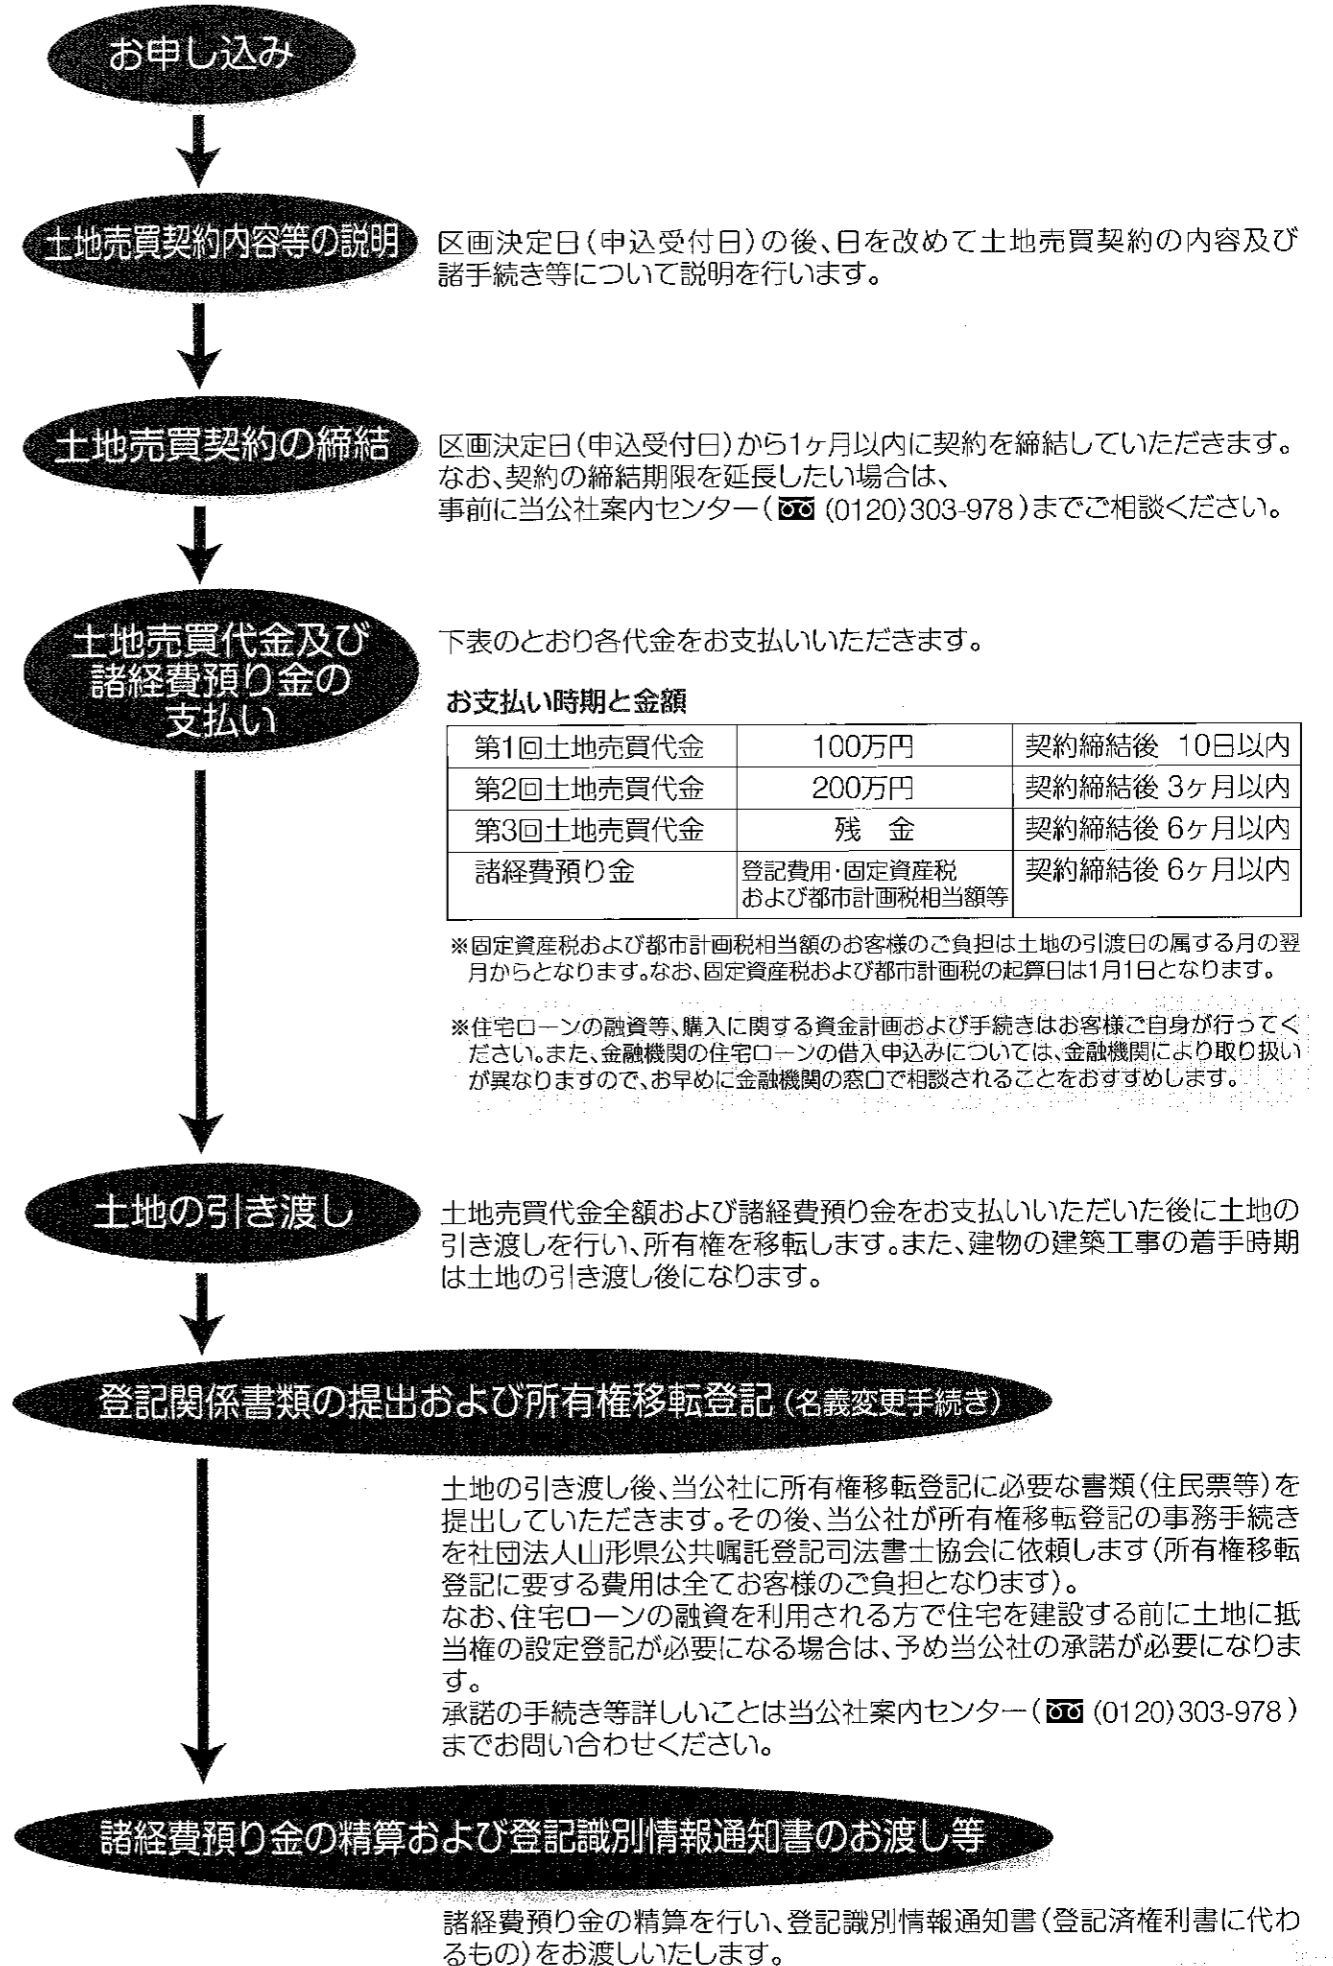 お申し込み
土地売買契約内容等の説明
区画決定日(申込受付日)の後、日を改めて土地売買契約の内容及び
諸手続き等について説明を行います。
土地売買契約の締結
区画決定日(申込受付日)から1ヶ月以内に契約を締結していただきます。
なお、契約の締結期限を延長したい場合は、
事前に当公社案内センター( (0120)303-978)までご相談ください。
土地売買代金及び
諸経費預り金の
支払い
下表のとおり各代金をお支払いいただきます。
お支払い時期と金額
第1回土地売買代金 100万円 契約締結後 10日以内
第2回土地売買代金 200万円 契約締結後 3ヶ月以内
第3回土地売買代金 残 金 契約締結後 6ヶ月以内
諸経費預り金 登記費用・固定資産税 契約締結後 6ヶ月以内
および都市計画税相当額等
※固定資産税および都市計画税相当額のお客様のご負担は土地の引渡日の属する月の翌
月からとなります。なお、固定資産税および都市計画税の起算日は1月1日となります。
※住宅ローンの融資等、購入に関する資金計画および手続きはお客様ご自身が行ってく
ださい。また、金融機関の住宅ローンの借入申込みについては、金融機関により取り扱い
が異なりますので、お早めに金融機関の窓口で相談されることをおすすめします。
土地の引き渡し
土地売買代金全額および諸経費預り金をお支払いいただいた後に土地の
引き渡しを行い、所有権を移転します。また、建物の建築工事の着手時期
は土地の引き渡し後になります。
登記関係書類の提出および所有権移転登記(名義変更手続き)
土地の引き渡し後、当公社に所有権移転登記に必要な書類(住民票等)を
提出していただきます。その後、当公社が所有権移転登記の事務手続き
を社団法人山形県公共嘱託登記司法書士協会に依頼します(所有権移転
登記に要する費用は全てお客様のご負担となります)。
なお、住宅ローンの融資を利用される方で住宅を建設する前に土地に抵
当権の設定登記が必要になる場合は、予め当公社の承諾が必要になりま
す。
承諾の手続き等詳しいことは当公社案内センター( (0120)303-978)
までお問い合わせください。
諸経費預り金の精算および登記識別情報通知書のお渡し等
諸経費預り金の精算を行い、登記識別情報通知書(登記済権利書に代わ
るもの)をお渡しいたします。